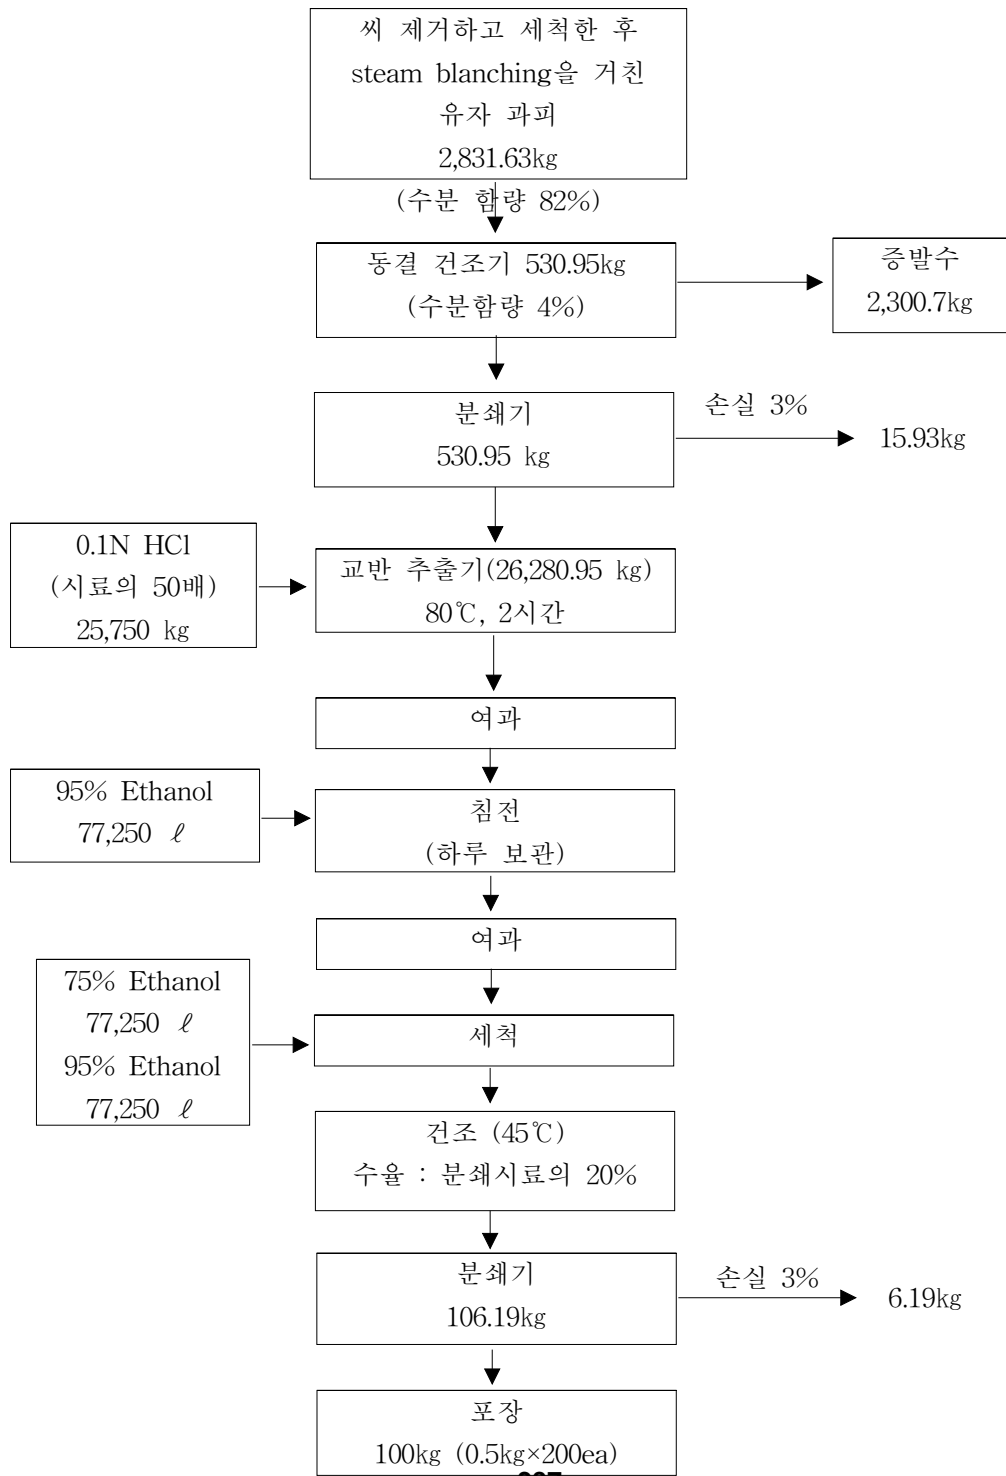 씨 제거하고 세척한 후
steam blanching을 거친
유자 과피
2,831.63kg
(수분 함량 82%)
동결 건조기 530.95kg
(수분함량 4%)
증발수
2,300.7kg
분쇄기
530.95 kg
손실 3%
15.93kg
0.1N HCl
(시료의 50배)
25,750 kg
교반 추출기(26,280.95 kg)
80℃, 2시간
여과
95% Ethanol
77,250 ℓ
침전
(하루 보관)
여과
75% Ethanol
77,250 ℓ
95% Ethanol
77,250 ℓ
세척
건조 (45℃)
수율 : 분쇄시료의 20%
분쇄기
106.19kg
손실 3%
6.19kg
포장
100kg (0.5kg×200ea)